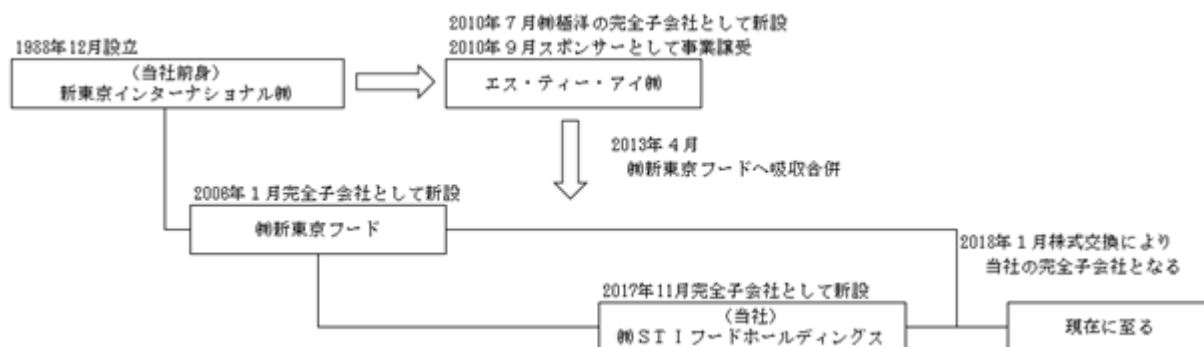 1988年12月設立
(当社前身)
新東京インターナショナル㈱
2010年7月㈱極洋の完全子会社として新設
2010年9月スポンサーとして事業譲受
エス・ティー・アイ㈱
2013年4月
㈱新東京フードへ吸収合併
2006年1月完全子会社として新設
㈱新東京フード
2018年1月株式交換により
当社の完全子会社となる
2017年11月完全子会社として新設
(当社)
㈱STIフードホールディングス
現在に至る